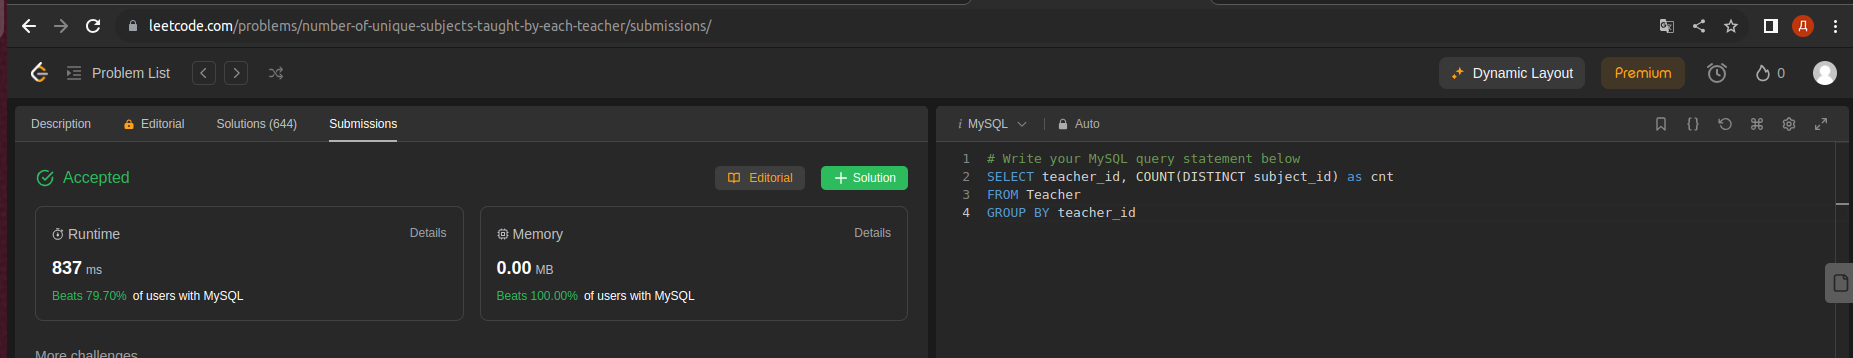 leetcode.com/problems/number-of-unique-subjects-taught-by-each-teacher/submissions/
Д
Problem List
Dynamic Layout
Premium
0
Description
Editorial
Solutions (644)
Submissions
Accepted
Editorial
Solution
Runtime
Details
837 ms
Beats 79.70% of users with MySQL
Memory
Details
0.00 MB
Beats 100.00% of users with MySQL
More challenges
i MySQL
Auto
1 # Write your MySQL query statement below
2 SELECT teacher_id, COUNT(DISTINCT subject_id) as cnt
3 FROM Teacher
4 GROUP BY teacher_id